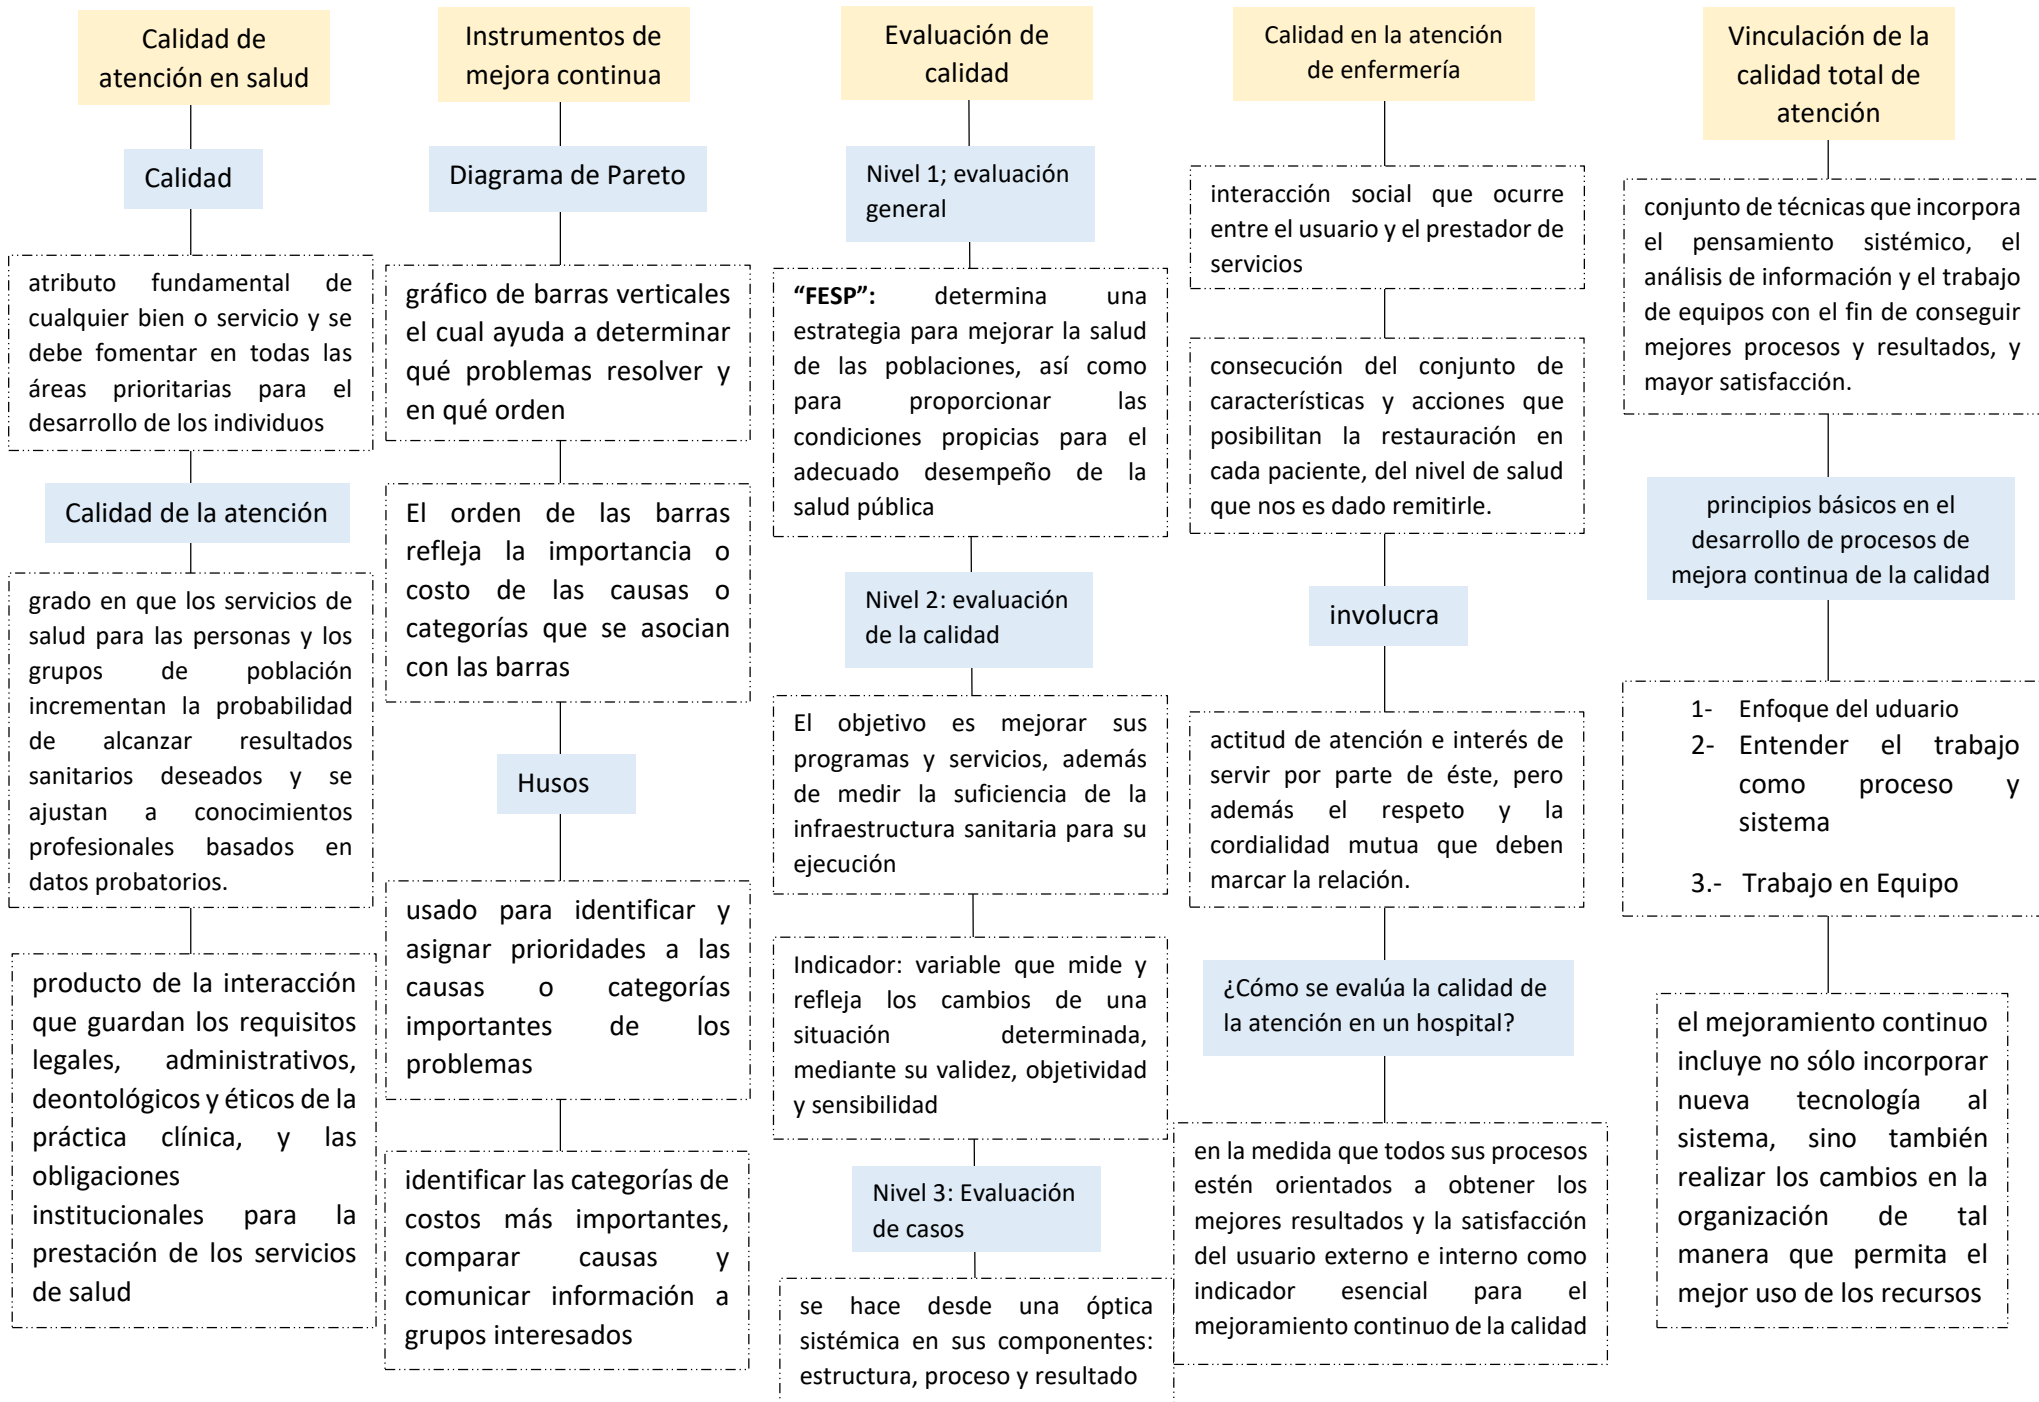 Calidad de
atención en salud
Calidad
atributo fundamental de
cualquier bien o servicio y se
debe fomentar en todas las
áreas prioritarias para el
desarrollo de los individuos
Calidad de la atención
grado en que los servicios de
salud para las personas y los
grupos de población
incrementan la probabilidad
de alcanzar resultados
sanitarios deseados y se
ajustan a conocimientos
profesionales basados en
datos probatorios.
producto de la interacción
que guardan los requisitos
legales, administrativos,
deontológicos y éticos de la
práctica clínica, y las
obligaciones
institucionales para la
prestación de los servicios
de salud
Instrumentos de
mejora continua
Diagrama de Pareto
gráfico de barras verticales
el cual ayuda a determinar
qué problemas resolver y
en qué orden
El orden de las barras
refleja la importancia o
costo de las causas o
categorías que se asocian
con las barras
Husos
usado para identificar y
asignar prioridades a las
causas o categorías
importantes de los
problemas
identificar las categorías de
costos más importantes,
comparar causas y
comunicar información a
grupos interesados
Evaluación de
calidad
Nivel 1; evaluación
general
“FESP”: determina una
estrategia para mejorar la salud
de las poblaciones, así como
para proporcionar las
condiciones propicias para el
adecuado desempeño de la
salud pública
Nivel 2: evaluación
de la calidad
El objetivo es mejorar sus
programas y servicios, además
de medir la suficiencia de la
infraestructura sanitaria para su
ejecución
Indicador: variable que mide y
refleja los cambios de una
situación determinada,
mediante su validez, objetividad
y sensibilidad
Nivel 3: Evaluación
de casos
se hace desde una óptica
sistémica en sus componentes:
estructura, proceso y resultado
Calidad en la atención
de enfermería
interacción social que ocurre
entre el usuario y el prestador de
servicios
consecución del conjunto de
características y acciones que
posibilitan la restauración en
cada paciente, del nivel de salud
que nos es dado remitirle.
involucra
actitud de atención e interés de
servir por parte de éste, pero
además el respeto y la
cordialidad mutua que deben
marcar la relación.
¿Cómo se evalúa la calidad de
la atención en un hospital?
en la medida que todos sus procesos
estén orientados a obtener los
mejores resultados y la satisfacción
del usuario externo e interno como
indicador esencial para el
mejoramiento continuo de la calidad
Vinculación de la
calidad total de
atención
conjunto de técnicas que incorpora
el pensamiento sistémico, el
análisis de información y el trabajo
de equipos con el fin de conseguir
mejores procesos y resultados, y
mayor satisfacción.
principios básicos en el
desarrollo de procesos de
mejora continua de la calidad
1- Enfoque del uduario
2- Entender el trabajo
como proceso y
sistema
3.- Trabajo en Equipo
el mejoramiento continuo
incluye no sólo incorporar
nueva tecnología al
sistema, sino también
realizar los cambios en la
organización de tal
manera que permita el
mejor uso de los recursos